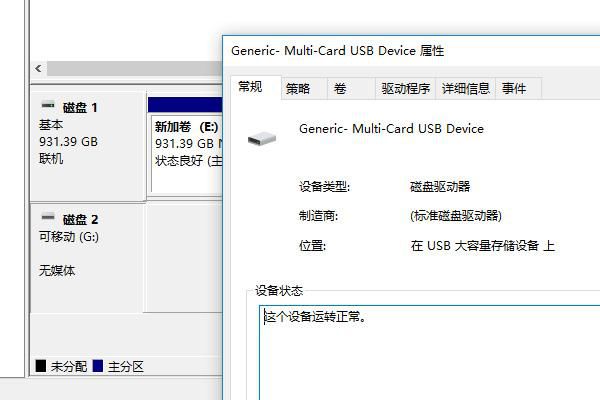 磁盘 1
基本
931.39 GB
联机
新加卷 (E:)
931.39 GB
状态良好 (主
磁盘 2
可移动 (G:)
无媒体
未分配 主分区
Generic- Multi-Card USB Device 属性
常规 策略 卷 驱动程序 详细信息 事件
Generic- Multi-Card USB Device
设备类型: 磁盘驱动器
制造商: (标准磁盘驱动器)
位置: 在 USB 大容量存储设备 上
设备状态
这个设备运转正常。